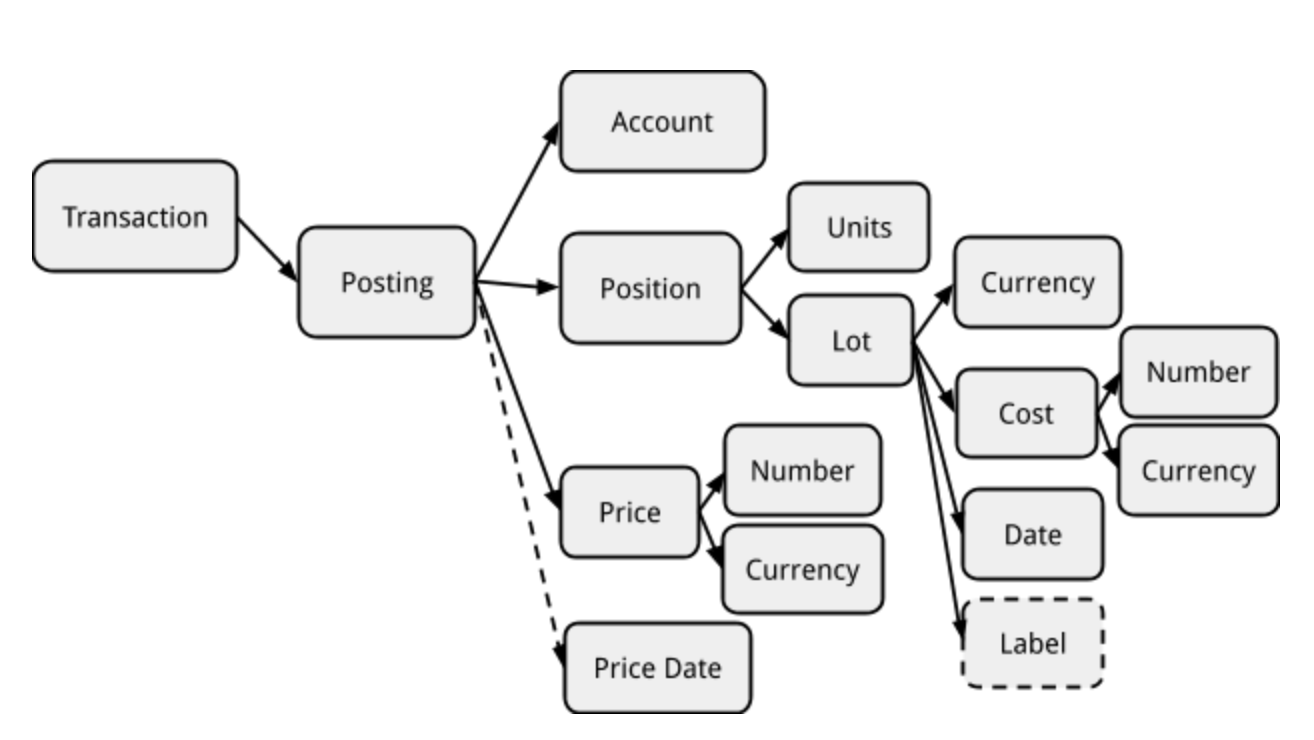 Transaction
Posting
Account
Position
Units
Lot
Currency
Cost
Number
Currency
Date
Label
Price
Number
Currency
Price Date